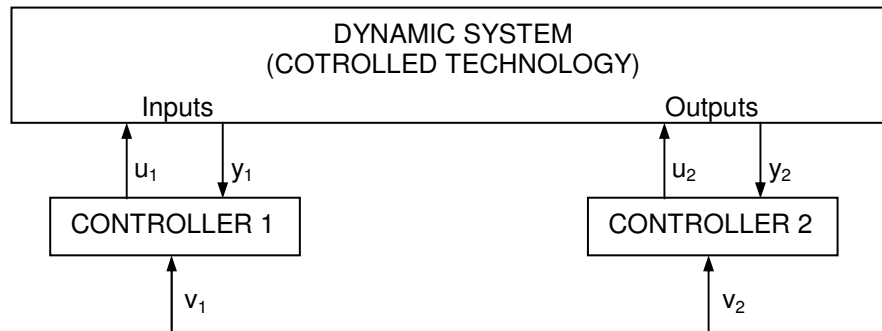 DYNAMIC SYSTEM
(COTROLLED TECHNOLOGY)
Inputs Outputs
u₁ y₁ u₂ y₂
CONTROLLER 1 CONTROLLER 2
v₁ v₂